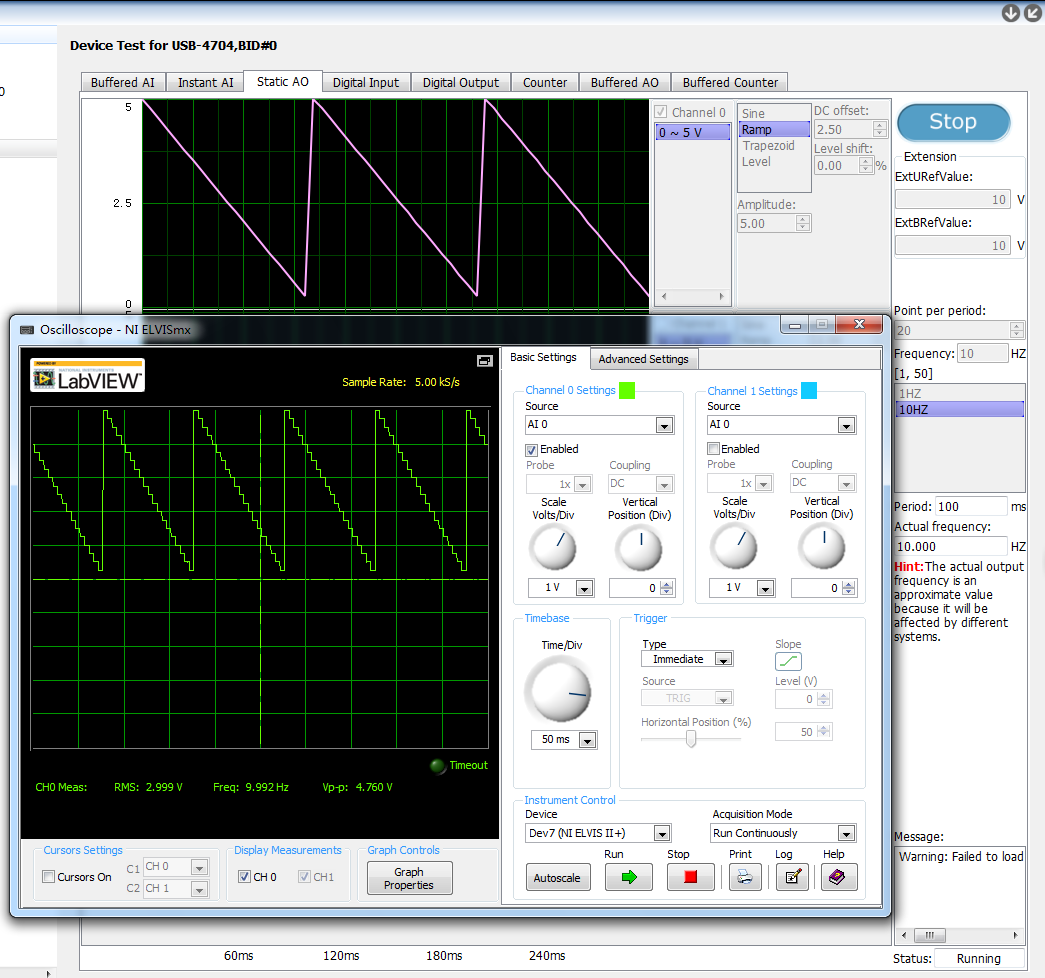 Device Test for USB-4704,BID#0
0
Buffered AI
Instant AI
Static AO
Digital Input
Digital Output
Counter
Buffered AO
Buffered Counter
5
2.5
0
Channel 0
0 ~ 5 V
Sine
Ramp
Trapezoid
Level
DC offset:
2.50
Level shift:
0.00 %
Amplitude:
5.00
Stop
Extension
ExtURefValue:
10 V
ExtBRefValue:
10 V
Point per period:
20
Frequency: 10 HZ
[1, 50]
1HZ
10HZ
Period: 100 ms
Actual frequency:
10.000 HZ
Hint:The actual output
frequency is an
approximate value
because it will be
affected by different
systems.
Message:
Warning: Failed to load
Status: Running
Oscilloscope - NI ELVISmx
POWERED BY
NATIONAL INSTRUMENTS
LabVIEW
Sample Rate: 5.00 kS/s
Timeout
CH0 Meas: RMS: 2.999 V Freq: 9.992 Hz Vp-p: 4.760 V
Basic Settings
Advanced Settings
Channel 0 Settings
Source
AI 0
Enabled
Probe
1x
Coupling
DC
Scale
Volts/Div
Vertical
Position (Div)
1 V
0
Channel 1 Settings
Source
AI 0
Enabled
Probe
1x
Coupling
DC
Scale
Volts/Div
Vertical
Position (Div)
1 V
0
Timebase
Time/Div
50 ms
Trigger
Type
Immediate
Source
TRIG
Horizontal Position (%)
Slope
Level (V)
0
50
Instrument Control
Device
Dev7 (NI ELVIS II+)
Acquisition Mode
Run Continuously
Autoscale
Run
Stop
Print
Log
Help
Cursors Settings
Cursors On
C1 CH 0
C2 CH 1
Display Measurements
CH 0
CH1
Graph Controls
Graph
Properties
60ms
120ms
180ms
240ms